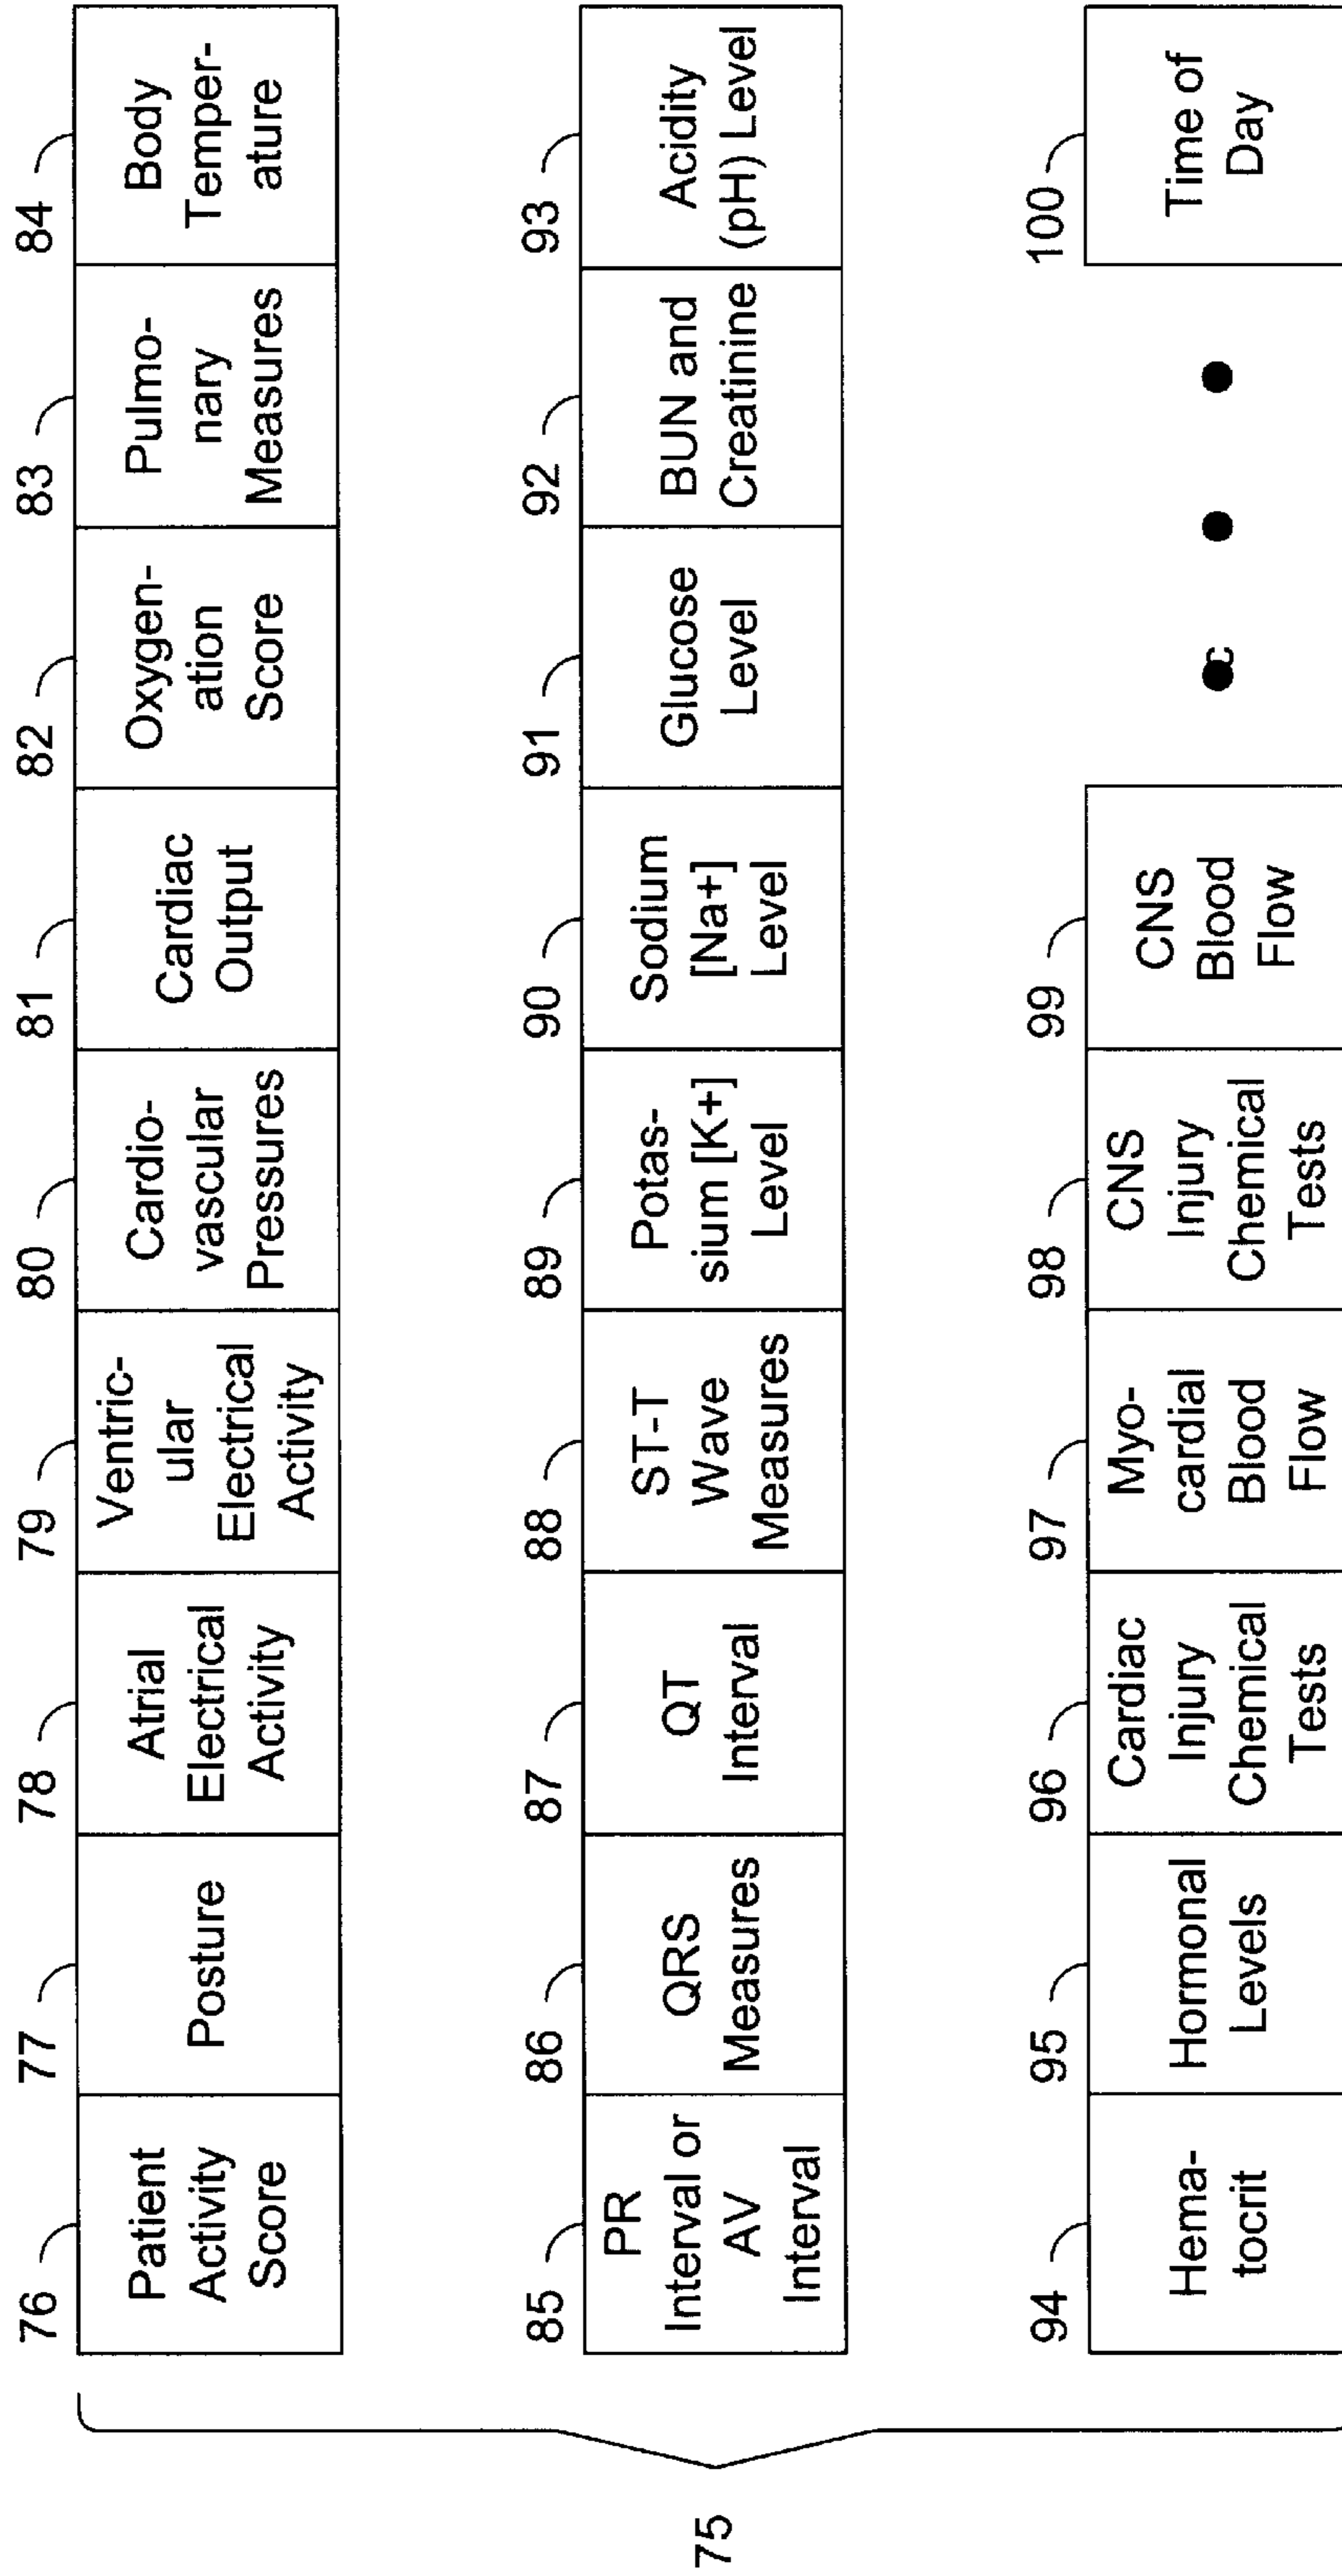 76
77
78
79
80
81
82
83
84
Patient
Activity
Score
Posture
Atrial
Electrical
Activity
Ventric-
ular
Electrical
Activity
Cardio-
vascular
Pressures
Cardiac
Output
Oxygen-
ation
Score
Pulmo-
nary
Measures
Body
Temper-
ature
85
86
87
88
89
90
91
92
93
PR
Interval or
AV
Interval
QRS
Measures
QT
Interval
ST-T
Wave
Measures
Potas-
sium [K+]
Level
Sodium
[Na+]
Level
Glucose
Level
BUN and
Creatinine
Acidity
(pH) Level
75
94
95
96
97
98
99
100
Hema-
tocrit
Hormonal
Levels
Cardiac
Injury
Chemical
Tests
Myo-
cardial
Blood
Flow
CNS
Injury
Chemical
Tests
CNS
Blood
Flow
c
Time of
Day